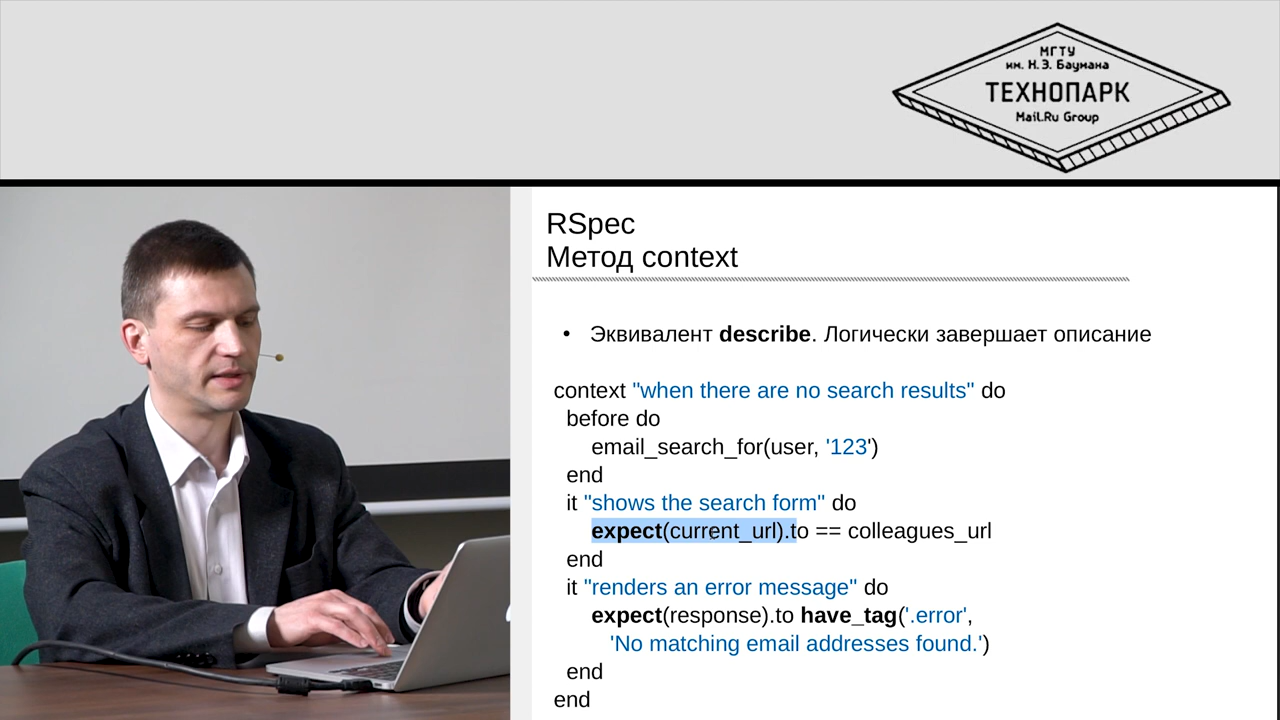 МГТУ
им. Н.Э. Баумана
ТЕХНОПАРК
Mail.Ru Group
RSpec
Метод context
• Эквивалент describe. Логически завершает описание
context "when there are no search results" do
before do
email_search_for(user, '123')
end
it "shows the search form" do
expect(current_url).to == colleagues_url
end
it "renders an error message" do
expect(response).to have_tag('.error',
'No matching email addresses found.')
end
end